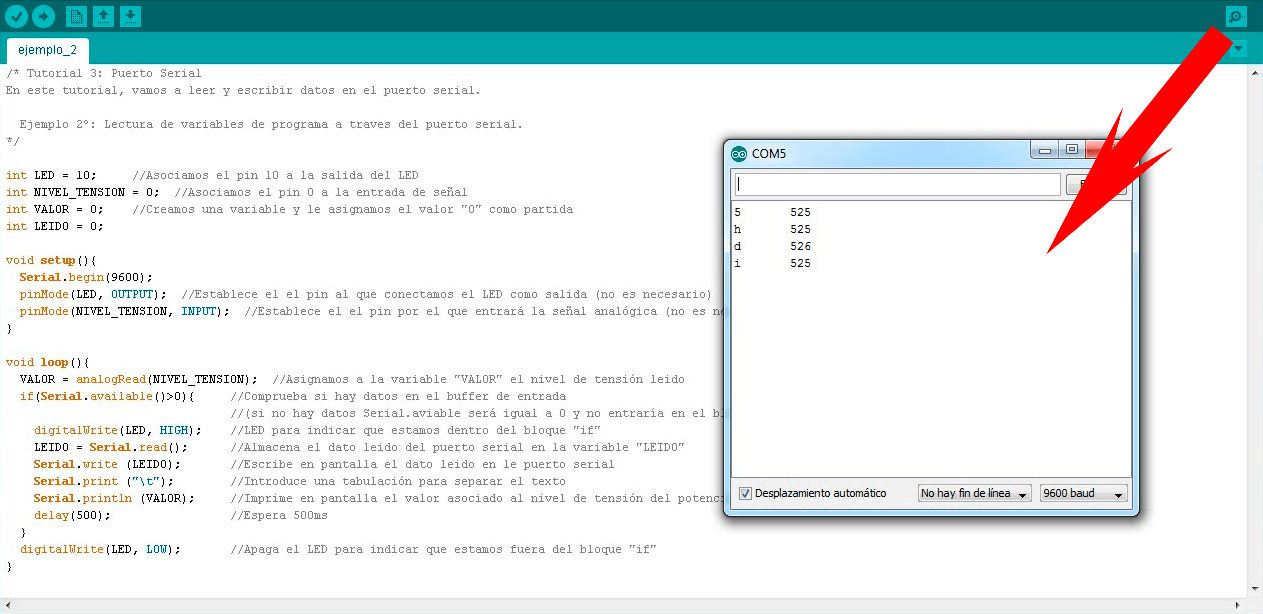 ejemplo_2
/* Tutorial 3: Puerto Serial
En este tutorial, vamos a leer y escribir datos en el puerto serial.
Ejemplo 2º: Lectura de variables de programa a traves del puerto serial.
*/
int LED = 10;     //Asociamos el pin 10 a la salida del LED
int NIVEL_TENSION = 0;  //Asociamos el pin 0 a la entrada de señal
int VALOR = 0;    //Creamos una variable y le asignamos el valor "0" como partida
int LEIDO = 0;
void setup(){
Serial.begin(9600);
pinMode(LED, OUTPUT);  //Establece el el pin al que conectamos el LED como salida (no es necesario)
pinMode(NIVEL_TENSION, INPUT);  //Establece el el pin por el que entrará la señal analógica (no es
}
void loop(){
VALOR = analogRead(NIVEL_TENSION);  //Asignamos a la variable "VALOR" el nivel de tensión leido
if(Serial.available()>0){     //Comprueba si hay datos en el buffer de entrada
//(si no hay datos Serial.aviable será igual a 0 y no entraría en el
digitalWrite(LED, HIGH);    //LED para indicar que estamos dentro del bloque "if"
LEIDO = Serial.read();      //Almacena el dato leido del puerto serial en la variable "LEIDO"
Serial.write (LEIDO);       //Escribe en pantalla el dato leido en le puerto serial
Serial.print ("\t");        //Introduce una tabulación para separar el texto
Serial.println (VALOR);     //Imprime en pantalla el valor asociado al nivel de tensión del
delay(500);                 //Espera 500ms
}
digitalWrite(LED, LOW);       //Apaga el LED para indicar que estamos fuera del bloque "if"
}
COM5
5       525
h       525
d       526
i       525
Desplazamiento automático
No hay fin de línea
9600 baud